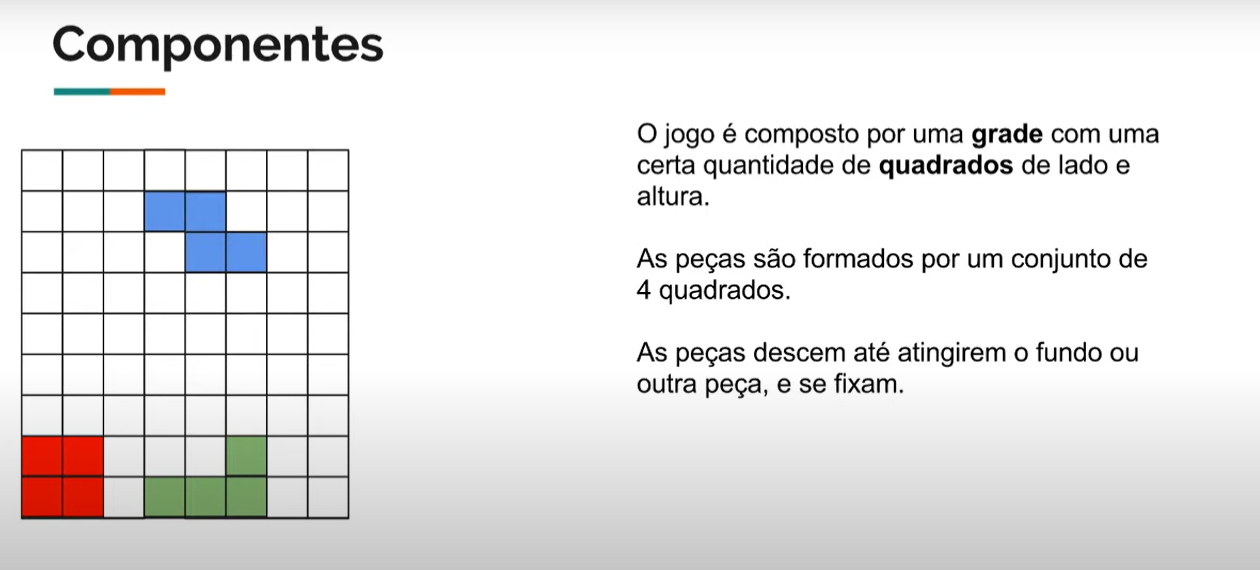 Componentes
O jogo é composto por uma grade com uma
certa quantidade de quadrados de lado e
altura.
As peças são formados por um conjunto de
4 quadrados.
As peças descem até atingirem o fundo ou
outra peça, e se fixam.